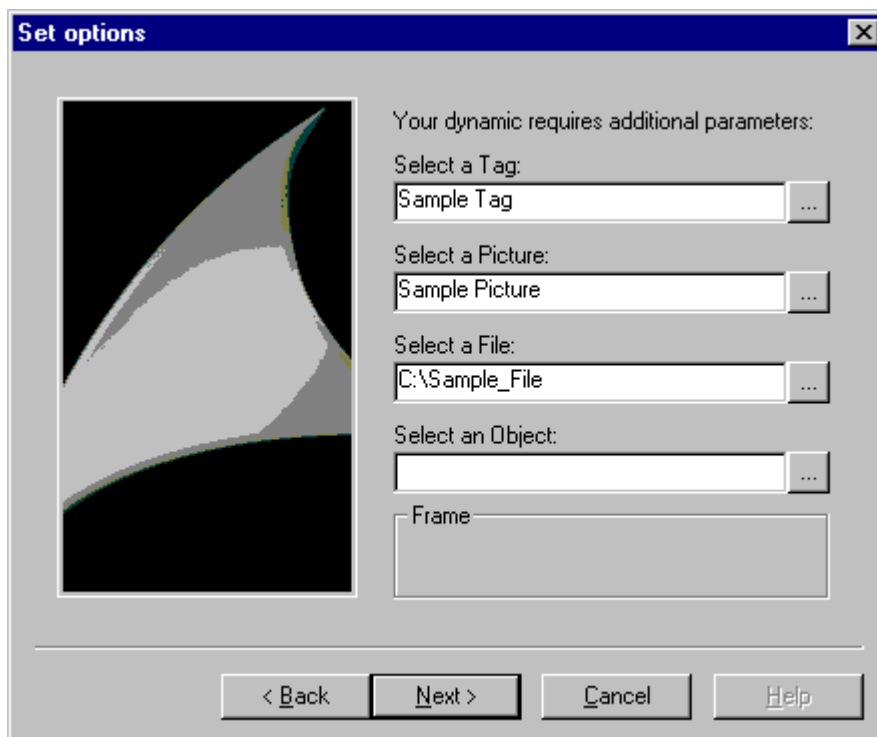 Set options
Your dynamic requires additional parameters:
Select a Tag:
Sample Tag
...
Select a Picture:
Sample Picture
...
Select a File:
C:\Sample_File
...
Select an Object:
...
Frame
< Back
Next >
Cancel
Help